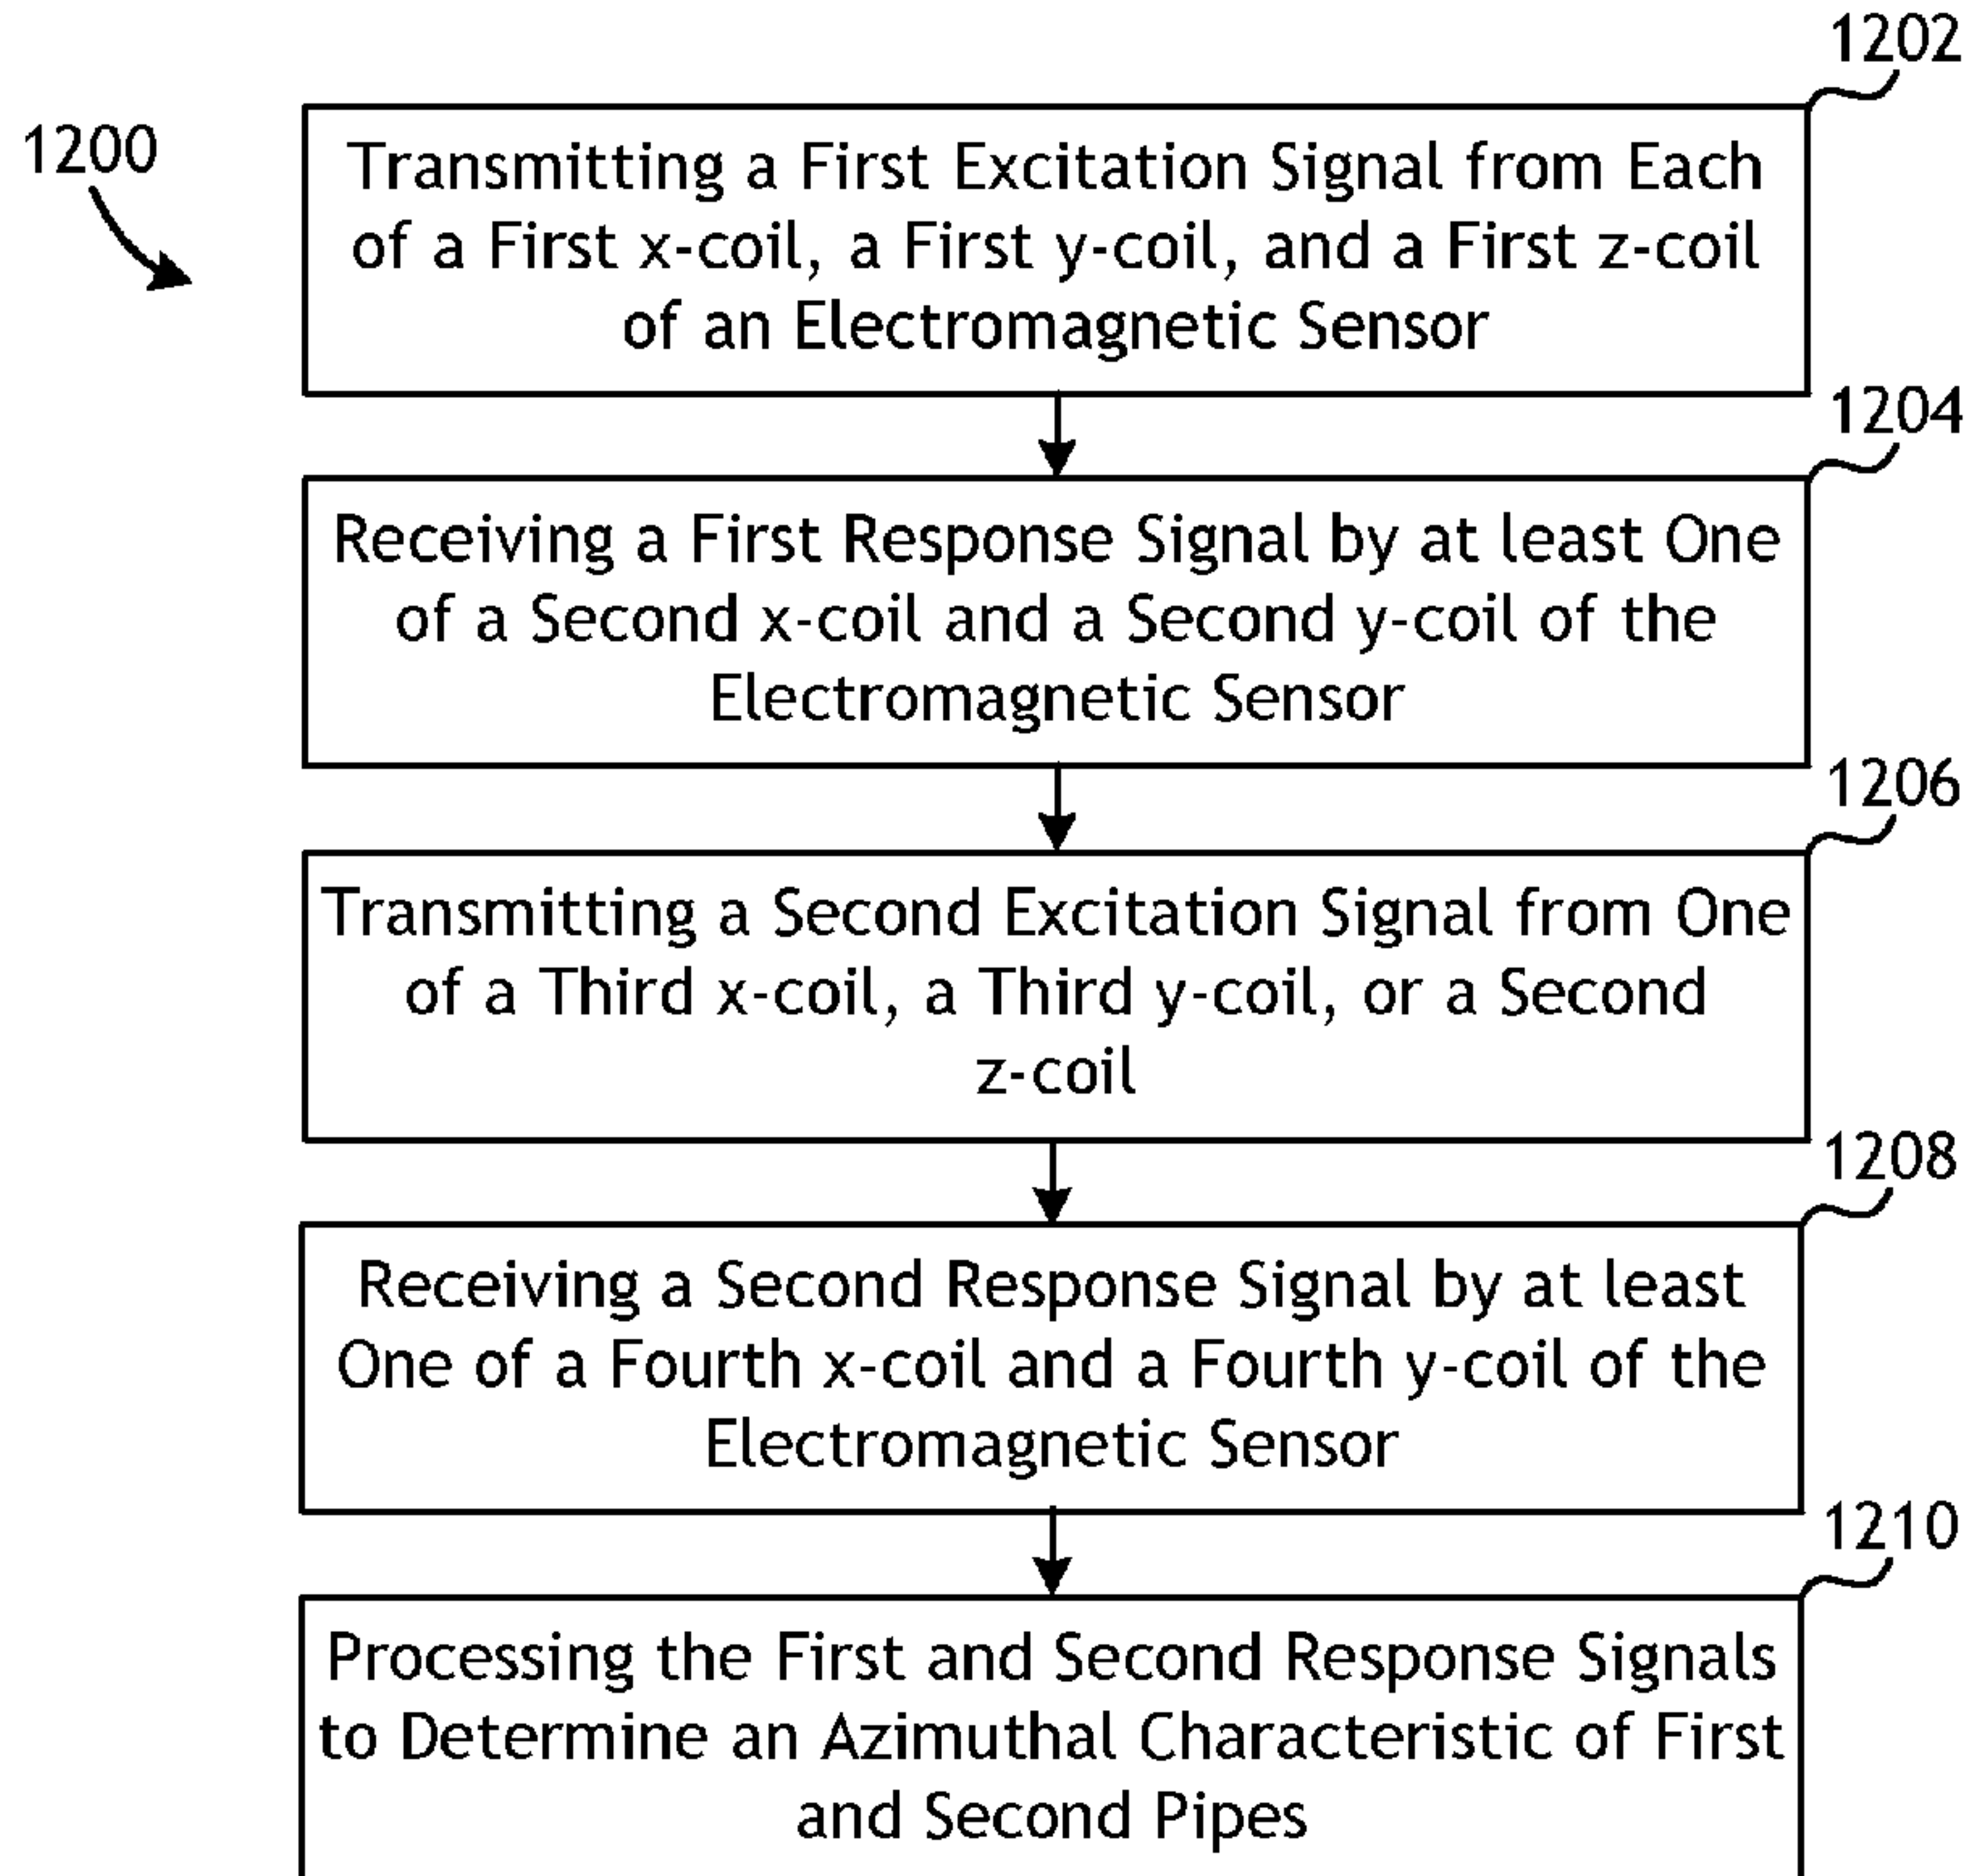 1202
1200
Transmitting a First Excitation Signal from Each
of a First x-coil, a First y-coil, and a First z-coil
of an Electromagnetic Sensor
1204
Receiving a First Response Signal by at least One
of a Second x-coil and a Second y-coil of the
Electromagnetic Sensor
1206
Transmitting a Second Excitation Signal from One
of a Third x-coil, a Third y-coil, or a Second
z-coil
1208
Receiving a Second Response Signal by at least
One of a Fourth x-coil and a Fourth y-coil of the
Electromagnetic Sensor
1210
Processing the First and Second Response Signals
to Determine an Azimuthal Characteristic of First
and Second Pipes